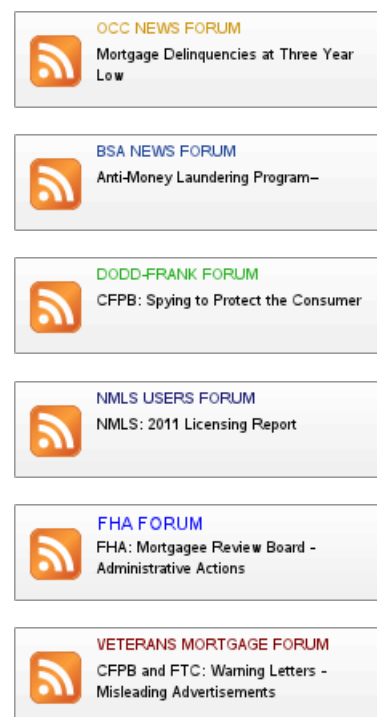 OCC NEWS FORUM
Mortgage Delinquencies at Three Year
Low
BSA NEWS FORUM
Anti-Money Laundering Program—
DODD-FRANK FORUM
CFPB: Spying to Protect the Consumer
NMLS USERS FORUM
NMLS: 2011 Licensing Report
FHA FORUM
FHA: Mortgagee Review Board -
Administrative Actions
VETERANS MORTGAGE FORUM
CFPB and FTC: Warning Letters -
Misleading Advertisements